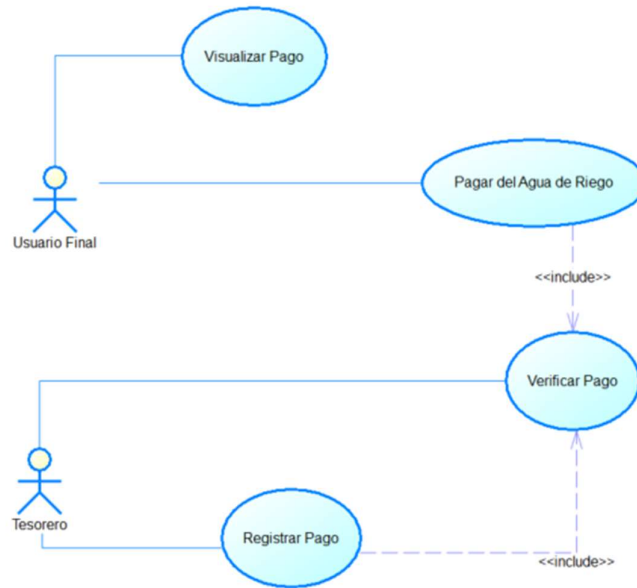 Visualizar Pago
Pagar del Agua de Riego
Usuario Final
<<include>>
Verificar Pago
Tesorero
Registrar Pago
<<include>>